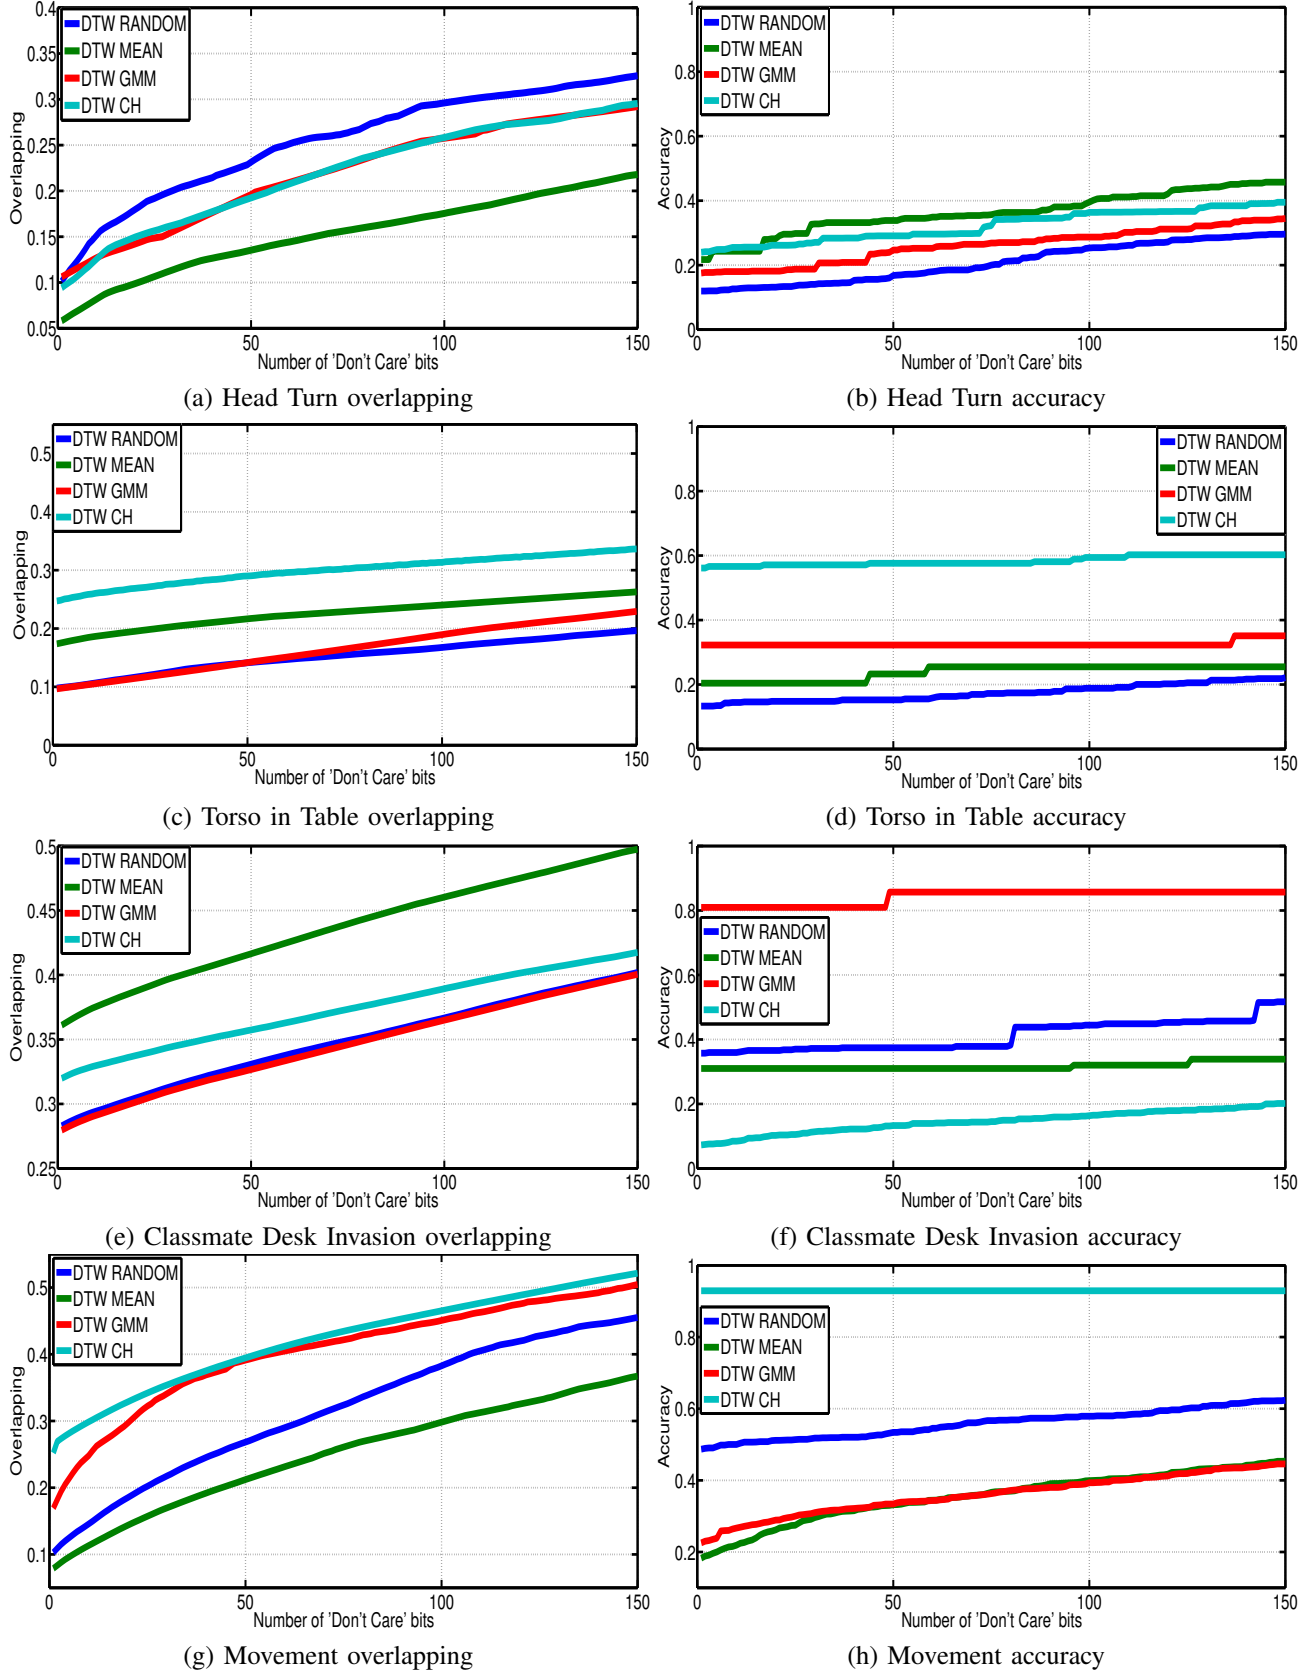 0.4
0.35
0.3
0.25
0.2
0.15
0.1
0.05
0
50
100
150
Overlapping
Number of 'Don't Care' bits
DTW RANDOM
DTW MEAN
DTW GMM
DTW CH
(a) Head Turn overlapping
1
0.8
0.6
0.4
0.2
0
0
50
100
150
Accuracy
Number of 'Don't Care' bits
DTW RANDOM
DTW MEAN
DTW GMM
DTW CH
(b) Head Turn accuracy
0.5
0.4
0.3
0.2
0.1
0
0
50
100
150
Overlapping
Number of 'Don't Care' bits
DTW RANDOM
DTW MEAN
DTW GMM
DTW CH
(c) Torso in Table overlapping
1
0.8
0.6
0.4
0.2
0
0
50
100
150
Accuracy
Number of 'Don't Care' bits
DTW RANDOM
DTW MEAN
DTW GMM
DTW CH
(d) Torso in Table accuracy
0.5
0.45
0.4
0.35
0.3
0.25
0
50
100
150
Overlapping
Number of 'Don't Care' bits
DTW RANDOM
DTW MEAN
DTW GMM
DTW CH
(e) Classmate Desk Invasion overlapping
1
0.8
0.6
0.4
0.2
0
0
50
100
150
Accuracy
Number of 'Don't Care' bits
DTW RANDOM
DTW MEAN
DTW GMM
DTW CH
(f) Classmate Desk Invasion accuracy
0.5
0.4
0.3
0.2
0.1
0
50
100
150
Overlapping
Number of 'Don't Care' bits
DTW RANDOM
DTW MEAN
DTW GMM
DTW CH
(g) Movement overlapping
1
0.8
0.6
0.4
0.2
0
50
100
150
Accuracy
Number of 'Don't Care' bits
DTW RANDOM
DTW MEAN
DTW GMM
DTW CH
(h) Movement accuracy